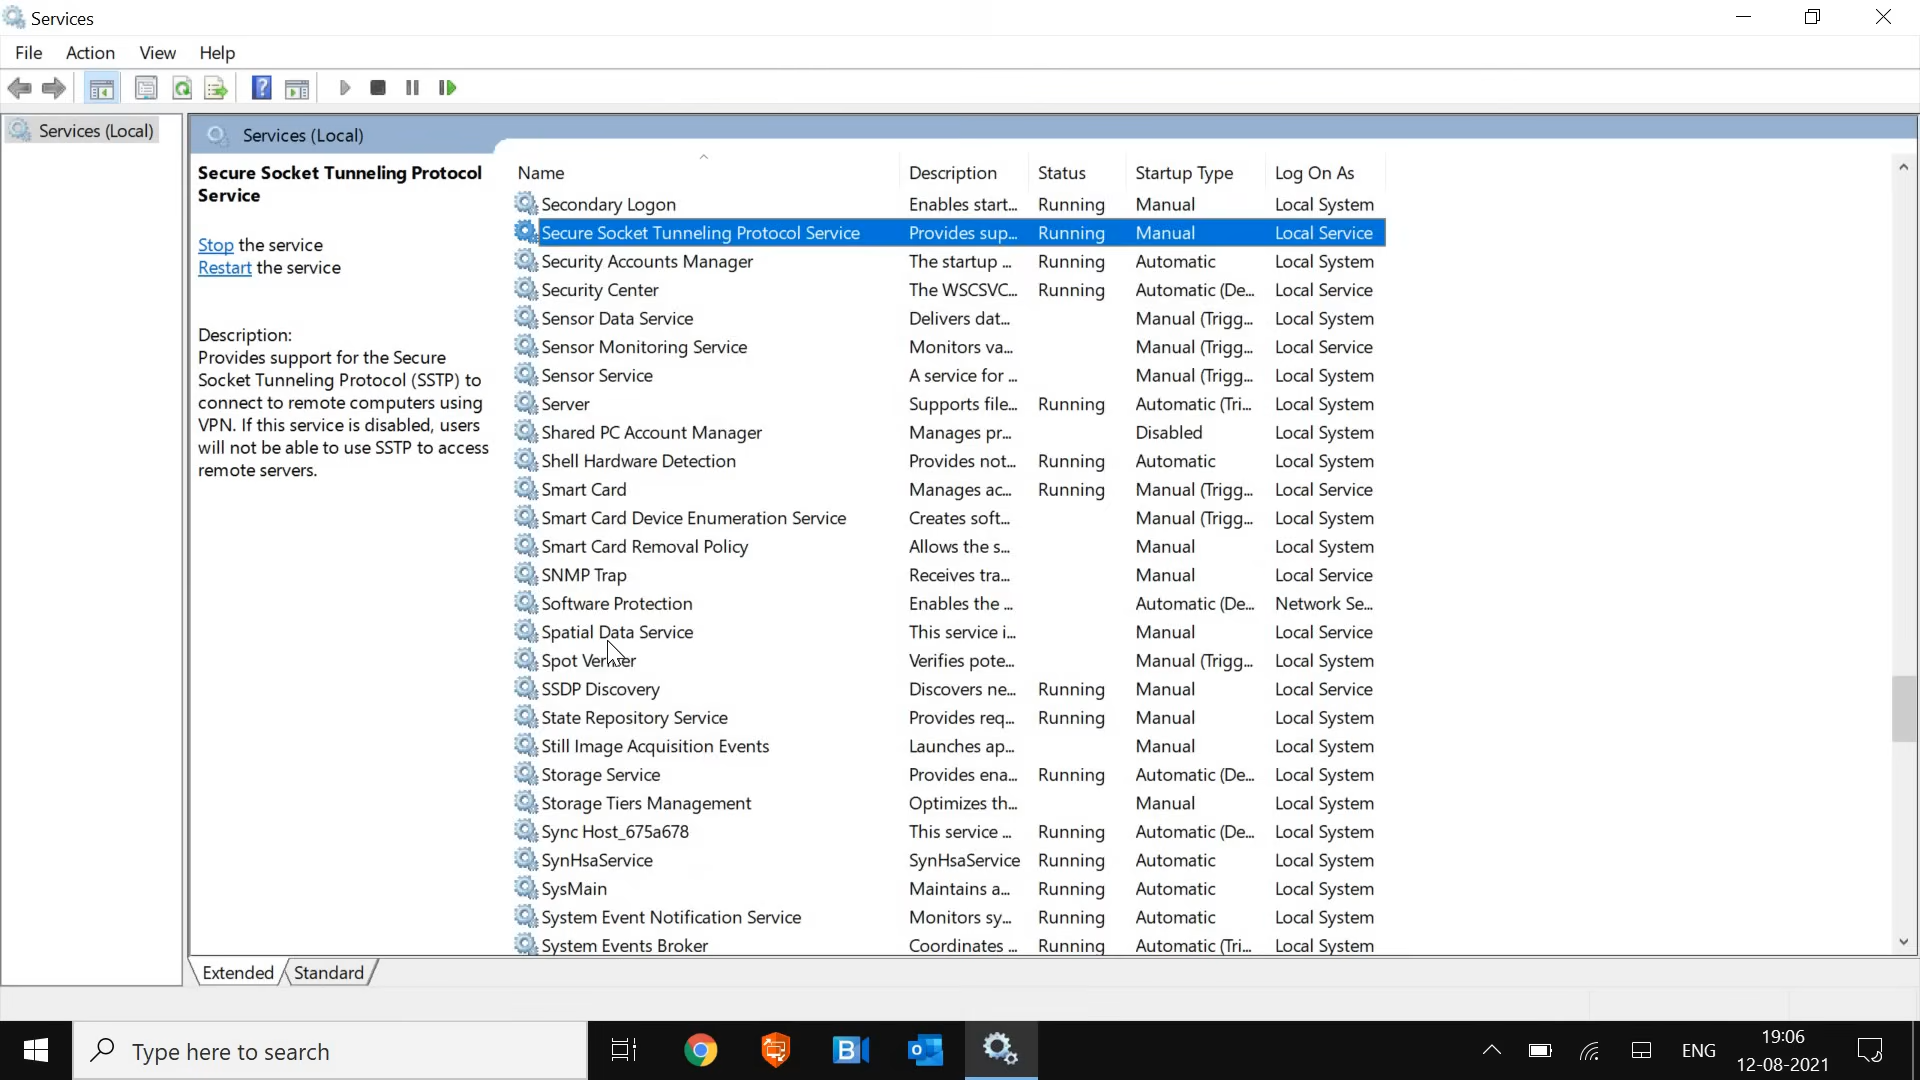 Services
File Action View Help
Services (Local)
Services (Local)
Secure Socket Tunneling Protocol
Service
Stop the service
Restart the service
Description:
Provides support for the Secure
Socket Tunneling Protocol (SSTP) to
connect to remote computers using
VPN. If this service is disabled, users
will not be able to use SSTP to access
remote servers.
Name Description Status Startup Type Log On As
Secondary Logon Enables start... Running Manual Local System
Secure Socket Tunneling Protocol Service Provides sup... Running Manual Local Service
Security Accounts Manager The startup ... Running Automatic Local System
Security Center The WSCSVC... Running Automatic (De... Local Service
Sensor Data Service Delivers dat... Manual (Trigg... Local System
Sensor Monitoring Service Monitors va... Manual (Trigg... Local Service
Sensor Service A service for ... Manual (Trigg... Local System
Server Supports file... Running Automatic (Tri... Local System
Shared PC Account Manager Manages pr... Disabled Local System
Shell Hardware Detection Provides not... Running Automatic Local System
Smart Card Manages ac... Running Manual (Trigg... Local Service
Smart Card Device Enumeration Service Creates soft... Manual (Trigg... Local System
Smart Card Removal Policy Allows the s... Manual Local System
SNMP Trap Receives tra... Manual Local Service
Software Protection Enables the ... Automatic (De... Network Se...
Spatial Data Service This service i... Manual Local Service
Spot Verifier Verifies pote... Manual (Trigg... Local System
SSDP Discovery Discovers ne... Running Manual Local Service
State Repository Service Provides req... Running Manual Local System
Still Image Acquisition Events Launches ap... Manual Local System
Storage Service Provides ena... Running Automatic (De... Local System
Storage Tiers Management Optimizes th... Manual Local System
Sync Host_675a678 This service ... Running Automatic (De... Local System
SynHsaService SynHsaService Running Automatic Local System
SysMain Maintains a... Running Automatic Local System
System Event Notification Service Monitors sy... Running Automatic Local System
System Events Broker Coordinates ... Running Automatic (Tri... Local System
Extended Standard
Type here to search
ENG
19:06
12-08-2021